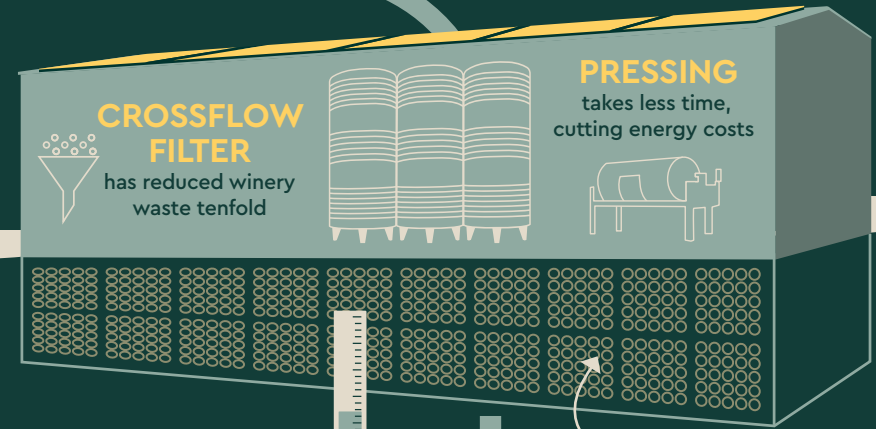 CROSSFLOW
FILTER
has reduced winery
waste tenfold
PRESSING
takes less time,
cutting energy costs